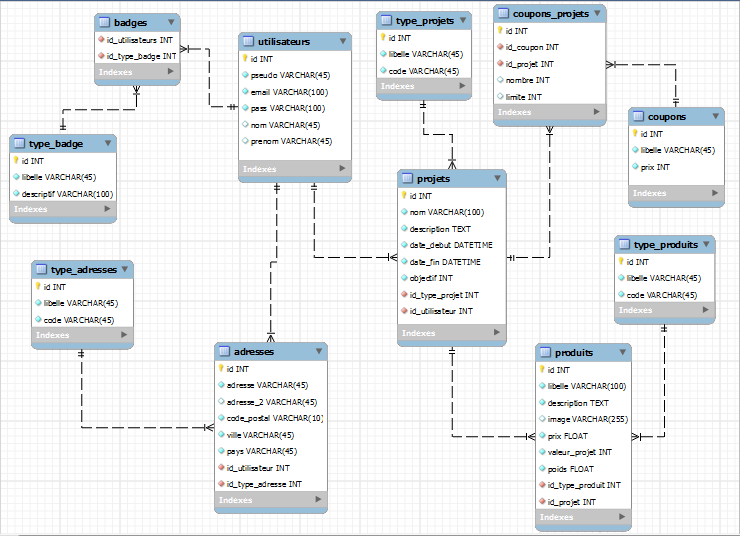 badges
id_utilisateurs INT
id_type_badge INT
Indexes
utilisateurs
id INT
pseudo VARCHAR(45)
email VARCHAR(100)
pass VARCHAR(100)
nom VARCHAR(45)
prenom VARCHAR(45)
Indexes
type_projets
id INT
libelle VARCHAR(45)
code VARCHAR(45)
Indexes
coupons_projets
id INT
id_coupon INT
id_projet INT
nombre INT
limite INT
Indexes
type_badge
id INT
libelle VARCHAR(45)
descriptif VARCHAR(100)
Indexes
coupons
id INT
libelle VARCHAR(45)
prix INT
Indexes
projets
id INT
nom VARCHAR(100)
description TEXT
date_debut DATETIME
date_fin DATETIME
objectif INT
id_type_projet INT
id_utilisateur INT
Indexes
type_adresses
id INT
libelle VARCHAR(45)
code VARCHAR(45)
Indexes
type_produits
id INT
libelle VARCHAR(45)
code VARCHAR(45)
Indexes
adresses
id INT
adresse VARCHAR(45)
adresse_2 VARCHAR(45)
code_postal VARCHAR(10)
ville VARCHAR(45)
pays VARCHAR(45)
id_utilisateur INT
id_type_adresse INT
Indexes
produits
id INT
libelle VARCHAR(100)
description TEXT
image VARCHAR(255)
prix FLOAT
valeur_projet INT
poids FLOAT
id_type_produit INT
id_projet INT
Indexes